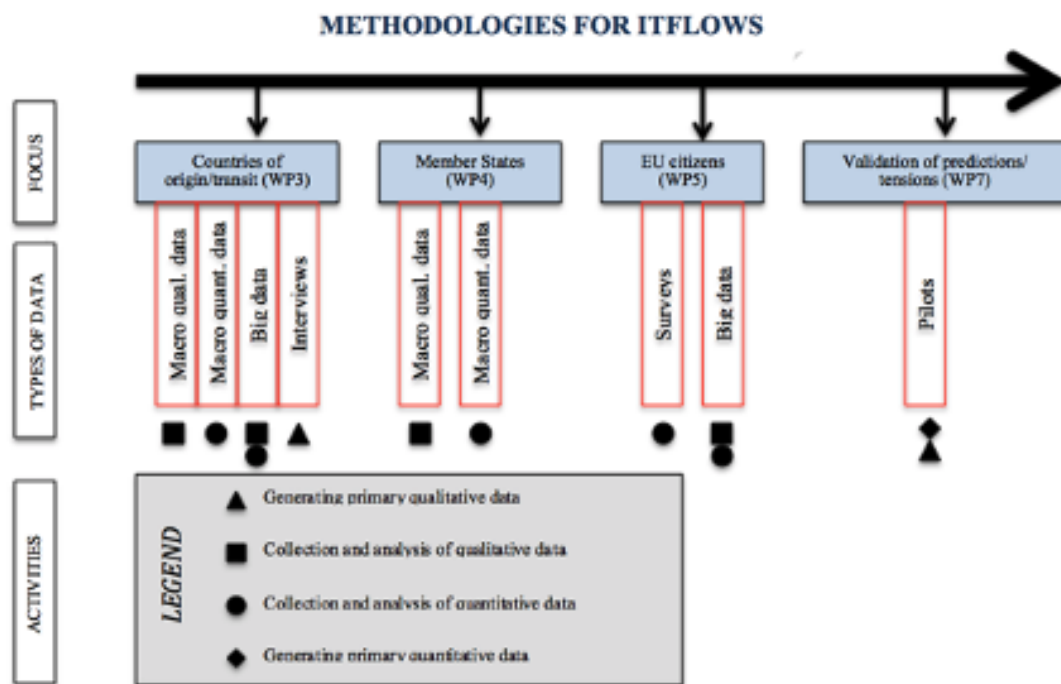 METHODOLOGIES FOR ITFLOWS
FOCUS
Countries of
origin/transit (WP3)
Member States
(WP4)
EU citizens
(WP5)
Validation of predictions/
tensions (WP7)
TYPES OF DATA
Macro qual. data
Macro quant. data
Big data
Interviews
Macro qual. data
Macro quant. data
Surveys
Big data
Pilots
ACTIVITIES
LEGEND
Generating primary qualitative data
Collection and analysis of qualitative data
Collection and analysis of quantitative data
Generating primary quantitative data